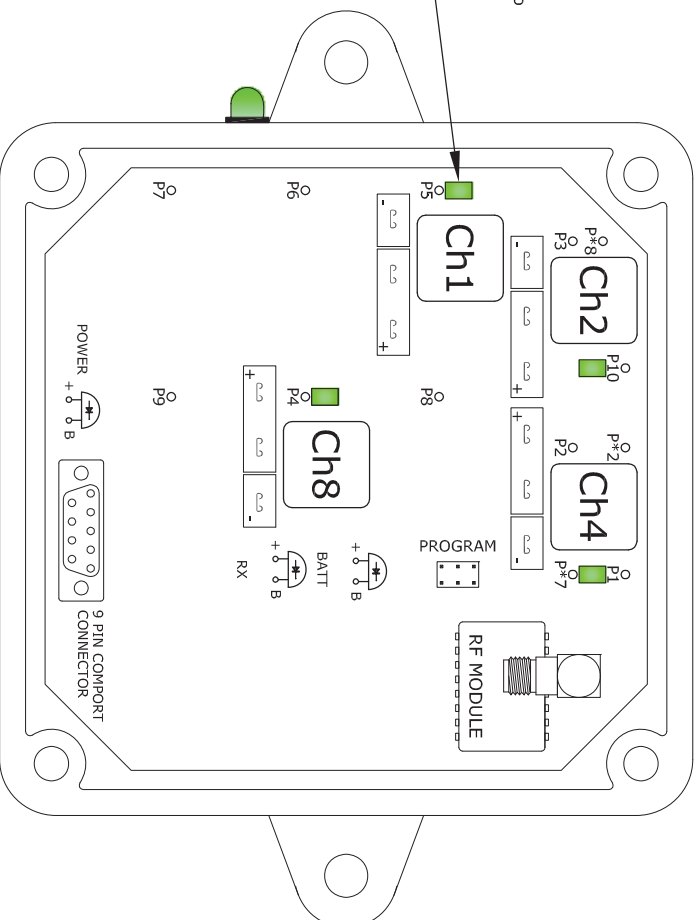 P7
P6
P5
Ch1
-
+
P3
P*8
Ch2
-
+
P10
POWER
+
B
P9
P4
+
-
Ch8
P8
P2
P*2
Ch4
+
-
P*7
P1
PROGRAM
RX
+
B
BATT
+
B
RF MODULE
9 PIN COMPORT
CONNECTOR